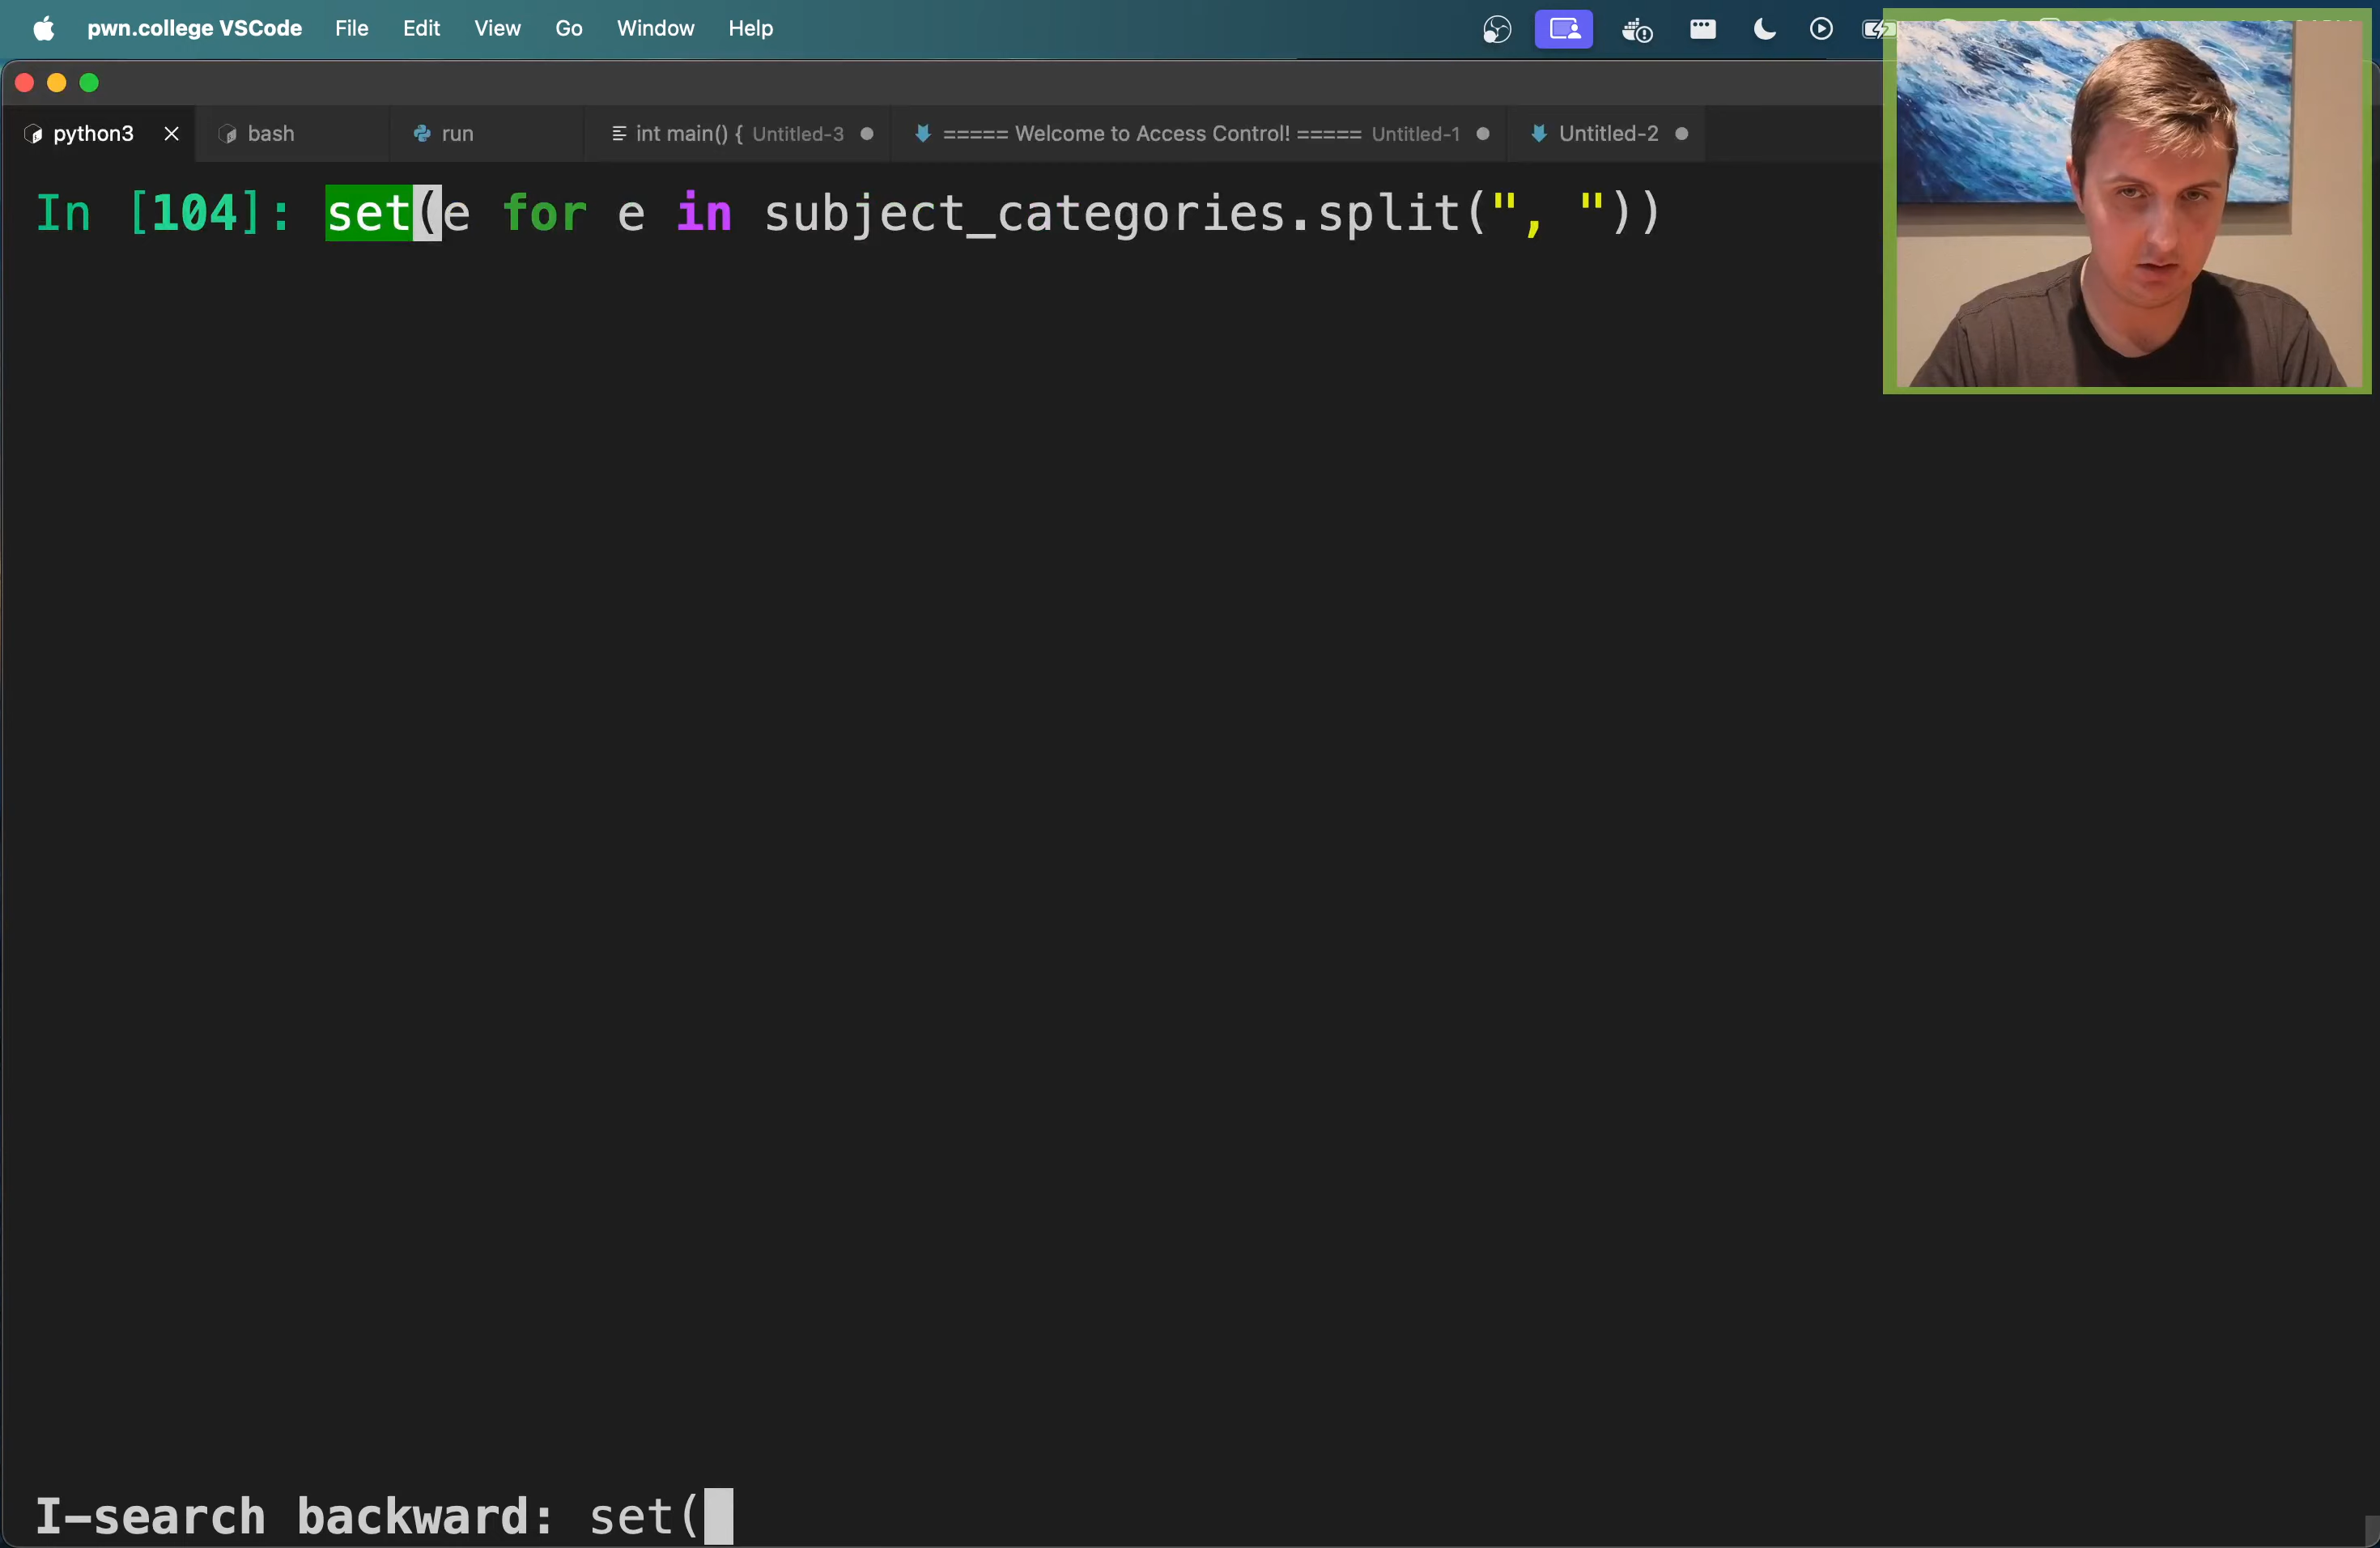 pwn.college VSCode File Edit View Go Window Help
python3 bash run int main() { Untitled-3 ===== Welcome to Access Control! ===== Untitled-1 Untitled-2
In [104]: set(e for e in subject_categories.split(", "))
I-search backward: set(